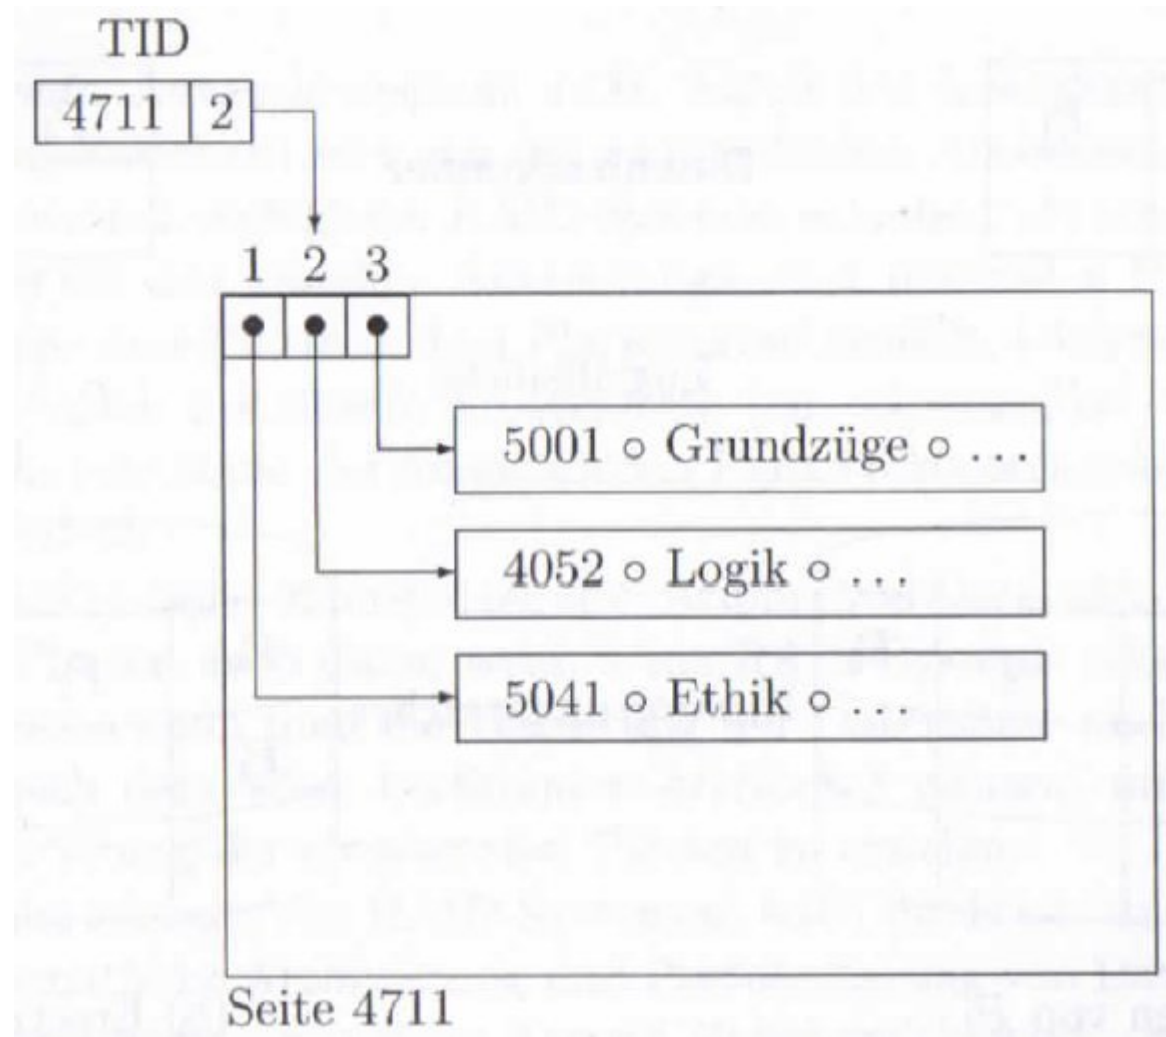 TID
4711 2
1 2 3
5001 ∘ Grundzüge ∘ ...
4052 ∘ Logik ∘ ...
5041 ∘ Ethik ∘ ...
Seite 4711